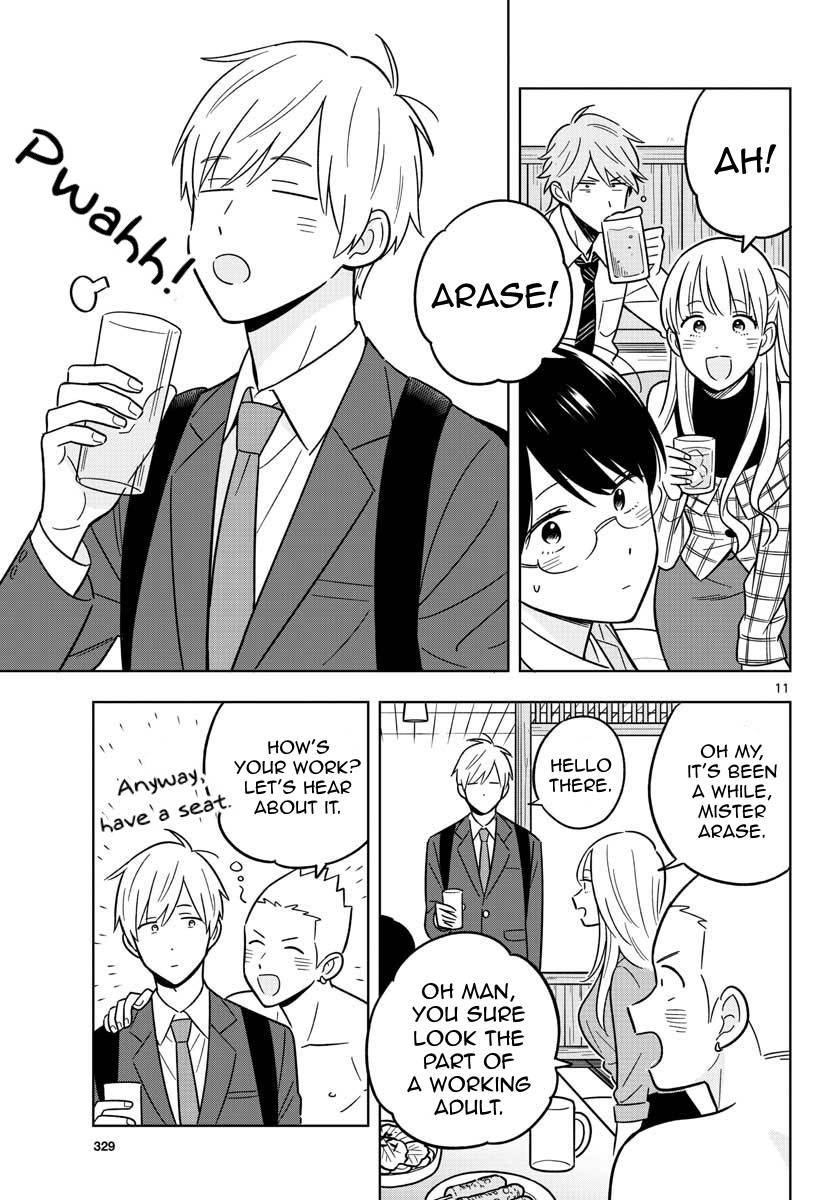 AH!
ARASE!
Pwahh!
11
OH MY,
IT'S BEEN
A WHILE,
MISTER
ARASE.
HELLO
THERE.
OH MAN,
YOU SURE
LOOK THE
PART OF
A WORKING
ADULT.
HOW'S
YOUR WORK?
LET'S HEAR
ABOUT IT.
Anyway,
have a seat.
329